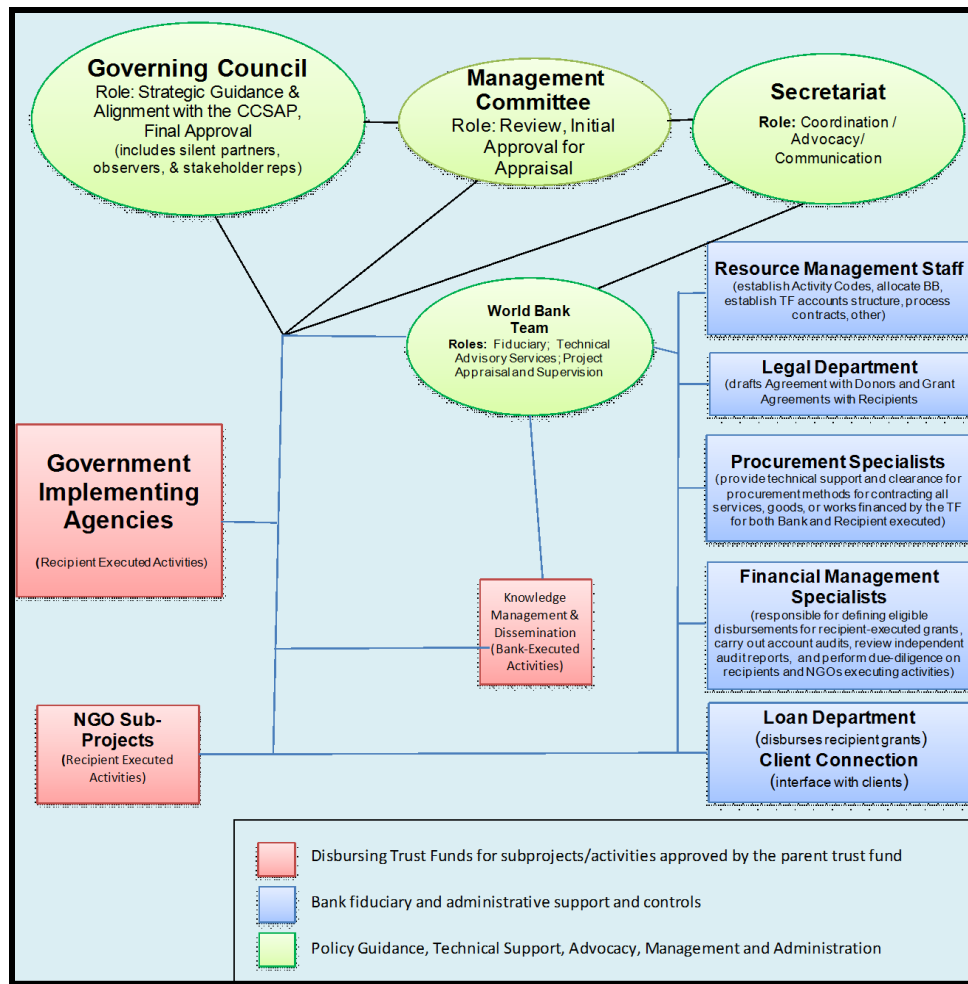 Governing Council
Role: Strategic Guidance &
Alignment with the CCSAP,
Final Approval
(includes silent partners,
observers, & stakeholder reps)
Management
Committee
Role: Review, Initial
Approval for
Appraisal
Secretariat
Role: Coordination /
Advocacy/
Communication
World Bank
Team
Roles: Fiduciary; Technical
Advisory Services; Project
Appraisal and Supervision
Resource Management Staff
(establish Activity Codes, allocate BB,
establish TF accounts structure, process
contracts, other)
Legal Department
(drafts Agreement with Donors and Grant
Agreements with Recipients
Procurement Specialists
(provide technical support and clearance for
procurement methods for contracting all
services, goods, or works financed by the TF
for both Bank and Recipient executed)
Financial Management
Specialists
(responsible for defining eligible
disbursements for recipient-executed grants,
carry out account audits, review independent
audit reports, and perform due-diligence on
recipients and NGOs executing activities)
Loan Department
(disburses recipient grants)
Client Connection
(interface with clients)
Government
Implementing
Agencies
(Recipient Executed Activities)
Knowledge
Management &
Dissemination
(Bank-Executed
Activities)
NGO Sub-
Projects
(Recipient Executed
Activities)
Disbursing Trust Funds for subprojects/activities approved by the parent trust fund
Bank fiduciary and administrative support and controls
Policy Guidance, Technical Support, Advocacy, Management and Administration